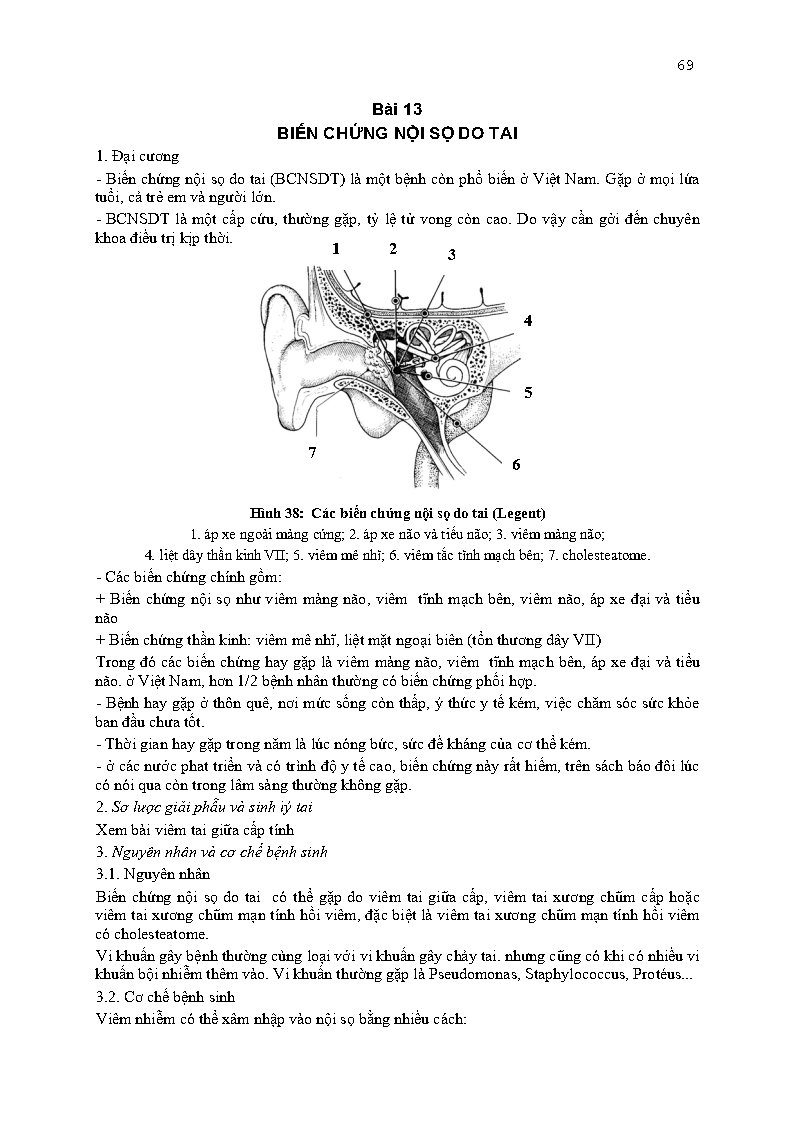 69
Bài 13
BIẾN CHỨNG NỘI SỌ DO TAI
1. Đại cương
- Biến chứng nội sọ do tai (BCNSDT) là một bệnh còn phổ biến ở Việt Nam. Gặp ở mọi lứa
tuổi, cả trẻ em và người lớn.
- BCNSDT là một cấp cứu, thường gặp, tỷ lệ tử vong còn cao. Do vậy cần gởi đến chuyên
khoa điều trị kịp thời.
1 2 3
4
5
7
6
Hình 38: Các biến chứng nội sọ do tai (Legent)
1. áp xe ngoài màng cứng; 2. áp xe não và tiểu não; 3. viêm màng não;
4. liệt dây thần kinh VII; 5. viêm mê nhĩ; 6. viêm tắc tĩnh mạch bên; 7. cholesteatome.
- Các biến chứng chính gồm:
+ Biến chứng nội sọ như viêm màng não, viêm tĩnh mạch bên, viêm não, áp xe đại và tiểu
não
+ Biến chứng thần kinh: viêm mê nhĩ, liệt mặt ngoại biên (tổn thương dây VII)
Trong đó các biến chứng hay gặp là viêm màng não, viêm tĩnh mạch bên, áp xe đại và tiểu
não. ở Việt Nam, hơn 1/2 bệnh nhân thường có biến chứng phối hợp.
- Bệnh hay gặp ở thôn quê, nơi mức sống còn thấp, ý thức y tế kém, việc chăm sóc sức khỏe
ban đầu chưa tốt.
- Thời gian hay gặp trong năm là lúc nóng bức, sức đề kháng của cơ thể kém.
- ở các nước phat triển và có trình độ y tế cao, biến chứng này rất hiếm, trên sách báo đôi lúc
có nói qua còn trong lâm sàng thường không gặp.
2. Sơ lược giải phẫu và sinh lý tai
Xem bài viêm tai giữa cấp tính
3. Nguyên nhân và cơ chế bệnh sinh
3.1. Nguyên nhân
Biến chứng nội sọ do tai có thể gặp do viêm tai giữa cấp, viêm tai xương chũm cấp hoặc
viêm tai xương chũm mạn tính hồi viêm, đặc biệt là viêm tai xương chũm mạn tính hồi viêm
có cholesteatome.
Vi khuẩn gây bệnh thường cùng loại với vi khuẩn gây chảy tai. nhưng cũng có khi có nhiều vi
khuẩn bội nhiễm thêm vào. Vi khuẩn thường gặp là Pseudomonas, Staphylococcus, Protéus...
3.2. Cơ chế bệnh sinh
Viêm nhiễm có thể xâm nhập vào nội sọ bằng nhiều cách: